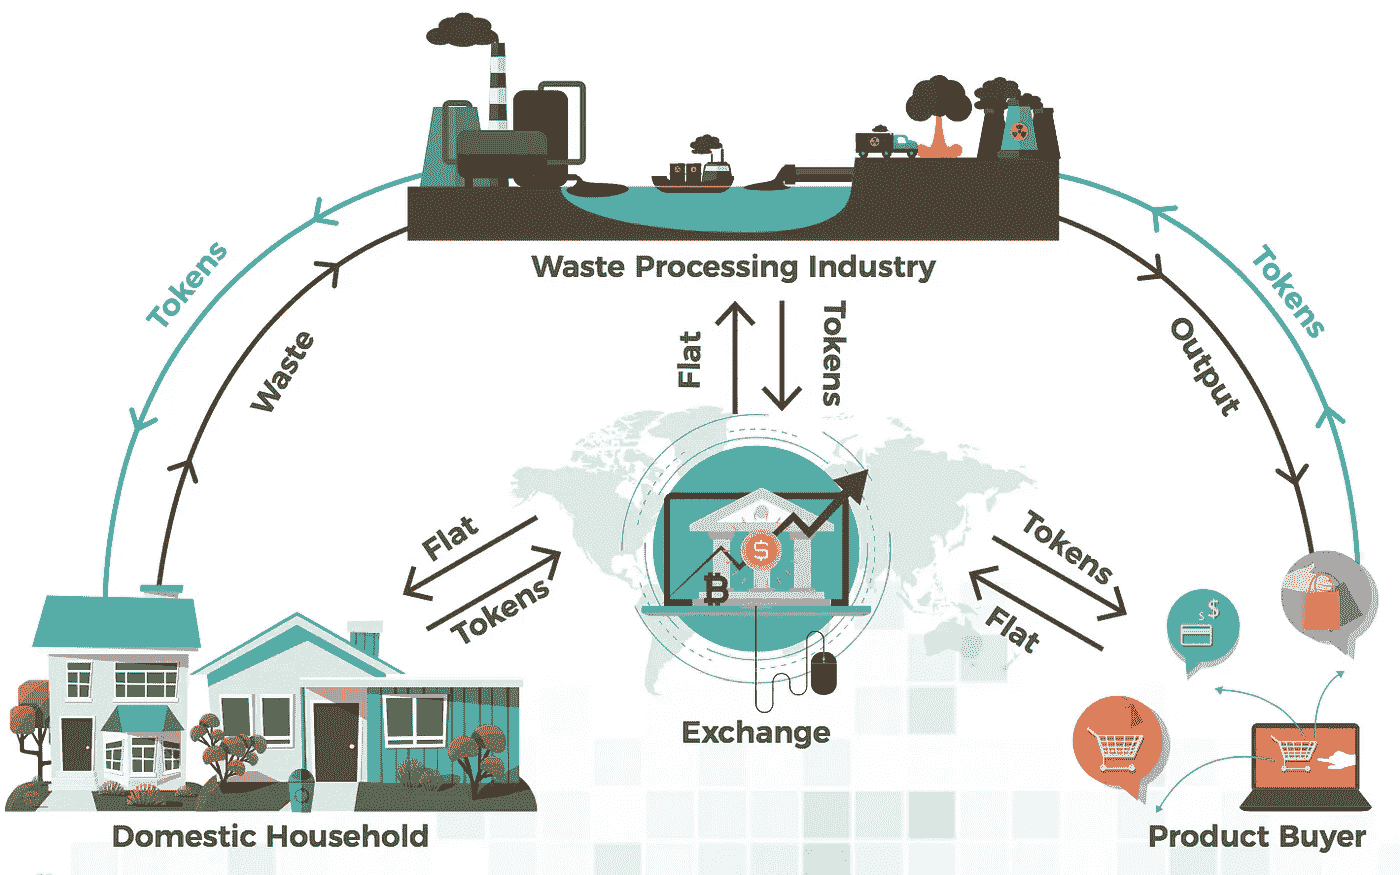 Waste Processing Industry
Tokens
Waste
Tokens
Output
Flat
Tokens
Flat
Tokens
Tokens
Flat
$
B
$
$
Exchange
Domestic Household
Product Buyer